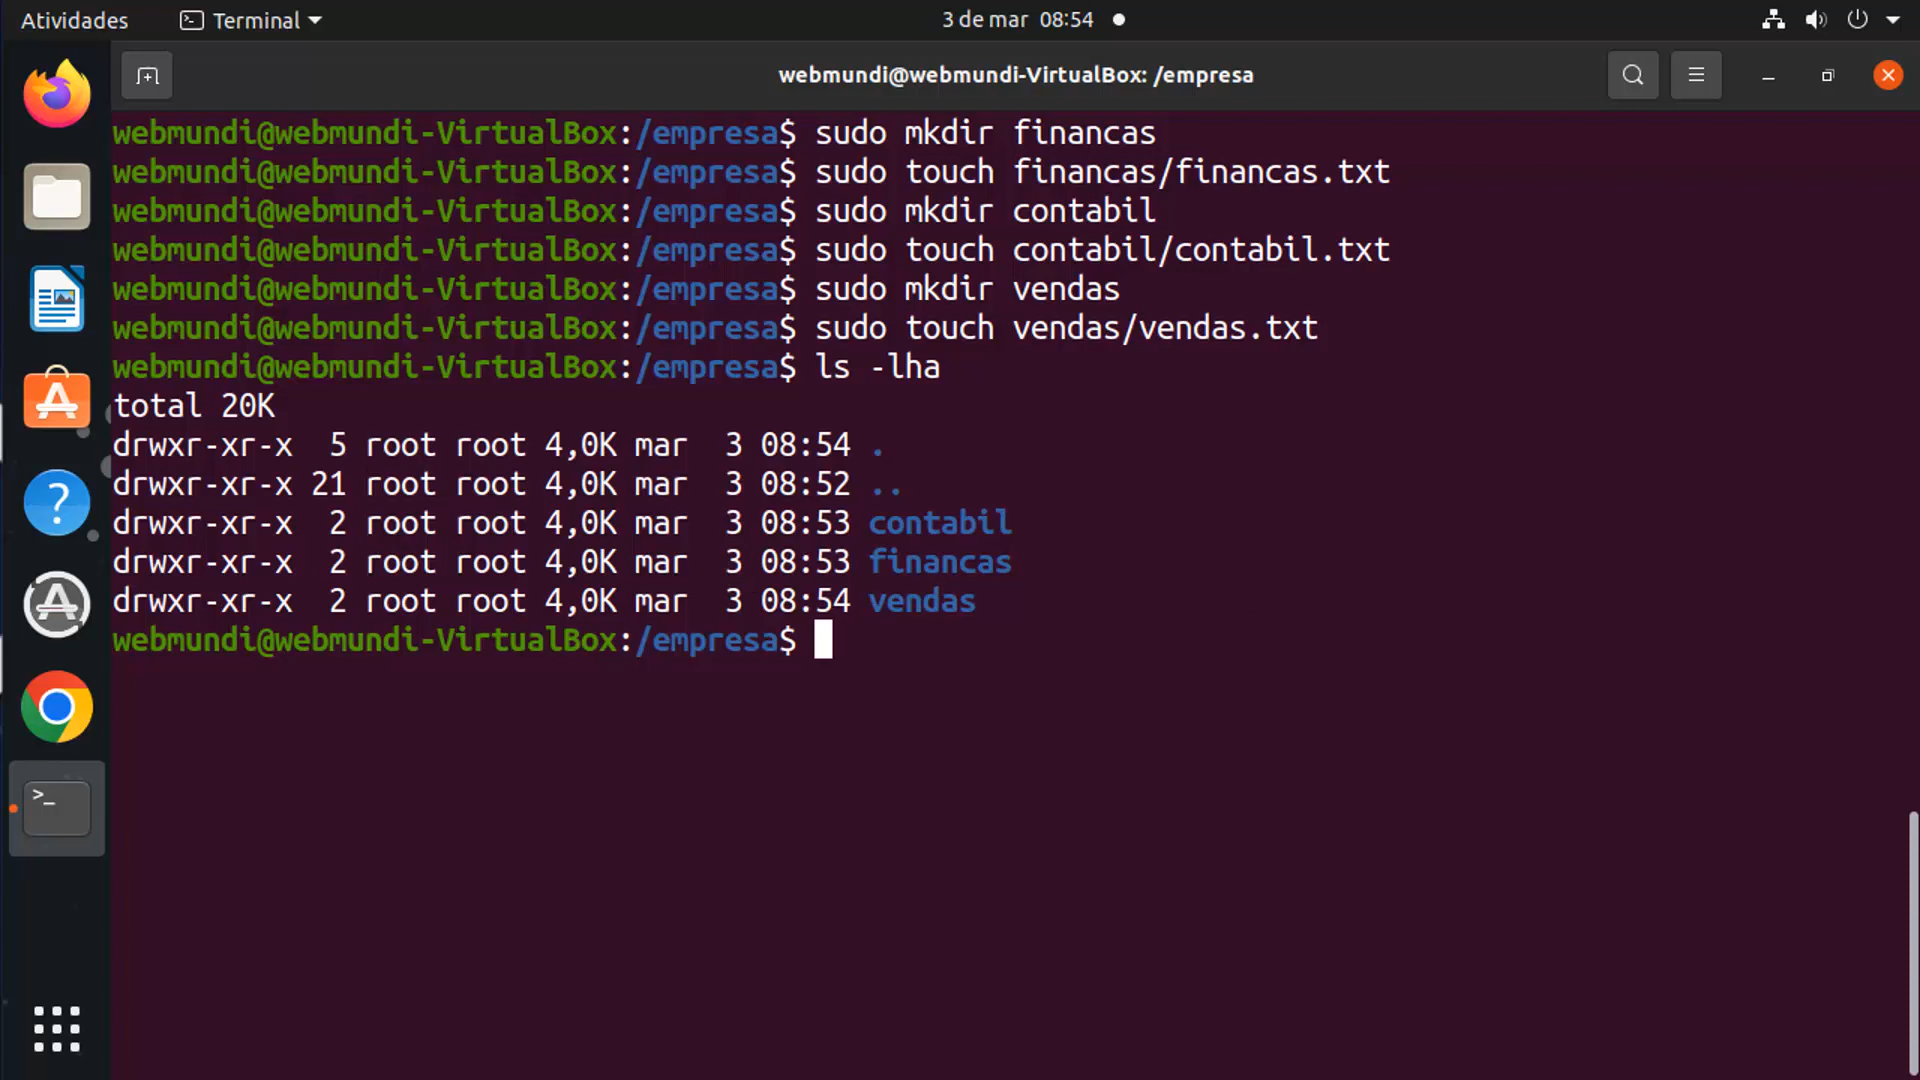 Atividades Terminal 3 de mar 08:54
webmundi@webmundi-VirtualBox: /empresa
webmundi@webmundi-VirtualBox:/empresa$ sudo mkdir financas
webmundi@webmundi-VirtualBox:/empresa$ sudo touch financas/financas.txt
webmundi@webmundi-VirtualBox:/empresa$ sudo mkdir contabil
webmundi@webmundi-VirtualBox:/empresa$ sudo touch contabil/contabil.txt
webmundi@webmundi-VirtualBox:/empresa$ sudo mkdir vendas
webmundi@webmundi-VirtualBox:/empresa$ sudo touch vendas/vendas.txt
webmundi@webmundi-VirtualBox:/empresa$ ls -lha
total 20K
drwxr-xr-x  5 root root 4,0K mar  3 08:54 .
drwxr-xr-x 21 root root 4,0K mar  3 08:52 ..
drwxr-xr-x  2 root root 4,0K mar  3 08:53 contabil
drwxr-xr-x  2 root root 4,0K mar  3 08:53 financas
drwxr-xr-x  2 root root 4,0K mar  3 08:54 vendas
webmundi@webmundi-VirtualBox:/empresa$